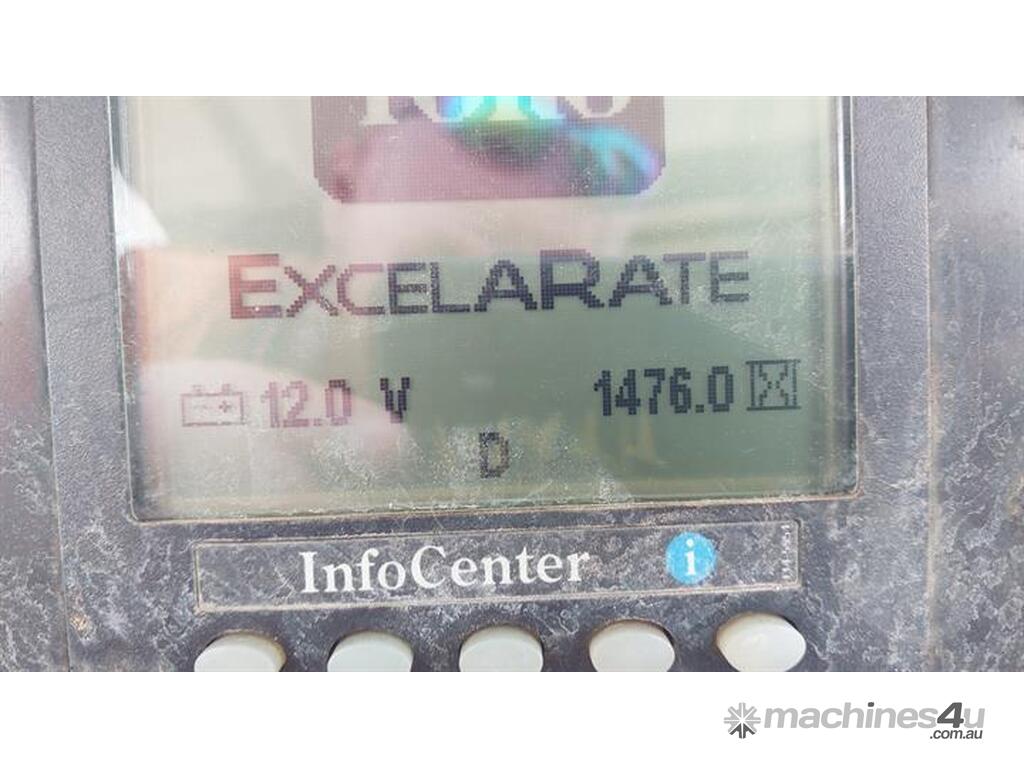 EXCELARATE
12.0 V
1476.0
D
InfoCenter i
machines4u
.com.au